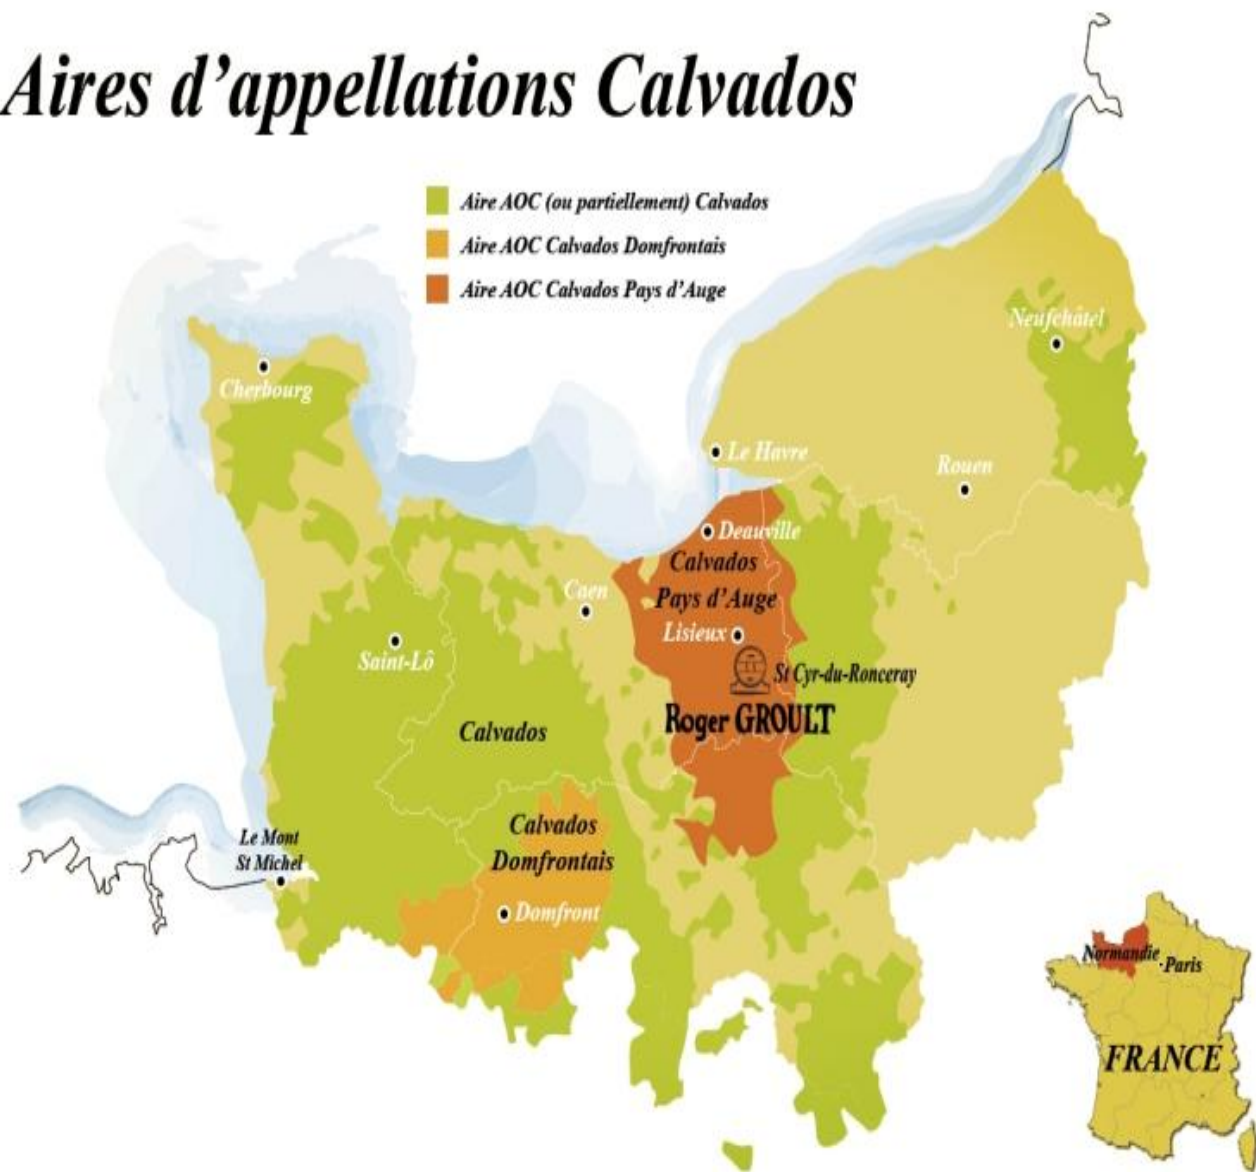 Aires d'appellations Calvados
Aire AOC (ou partiellement) Calvados
Aire AOC Calvados Domfrontais
Aire AOC Calvados Pays d'Auge
Neufchâtel
Cherbourg
Le Havre
Rouen
Deauville
Calvados
Pays d'Auge
Caen
Lisieux
Saint-Lô
St Cyr-du-Ronceray
Roger GROULT
Calvados
Calvados
Domfrontais
Le Mont
St Michel
Domfront
Normandie
Paris
FRANCE